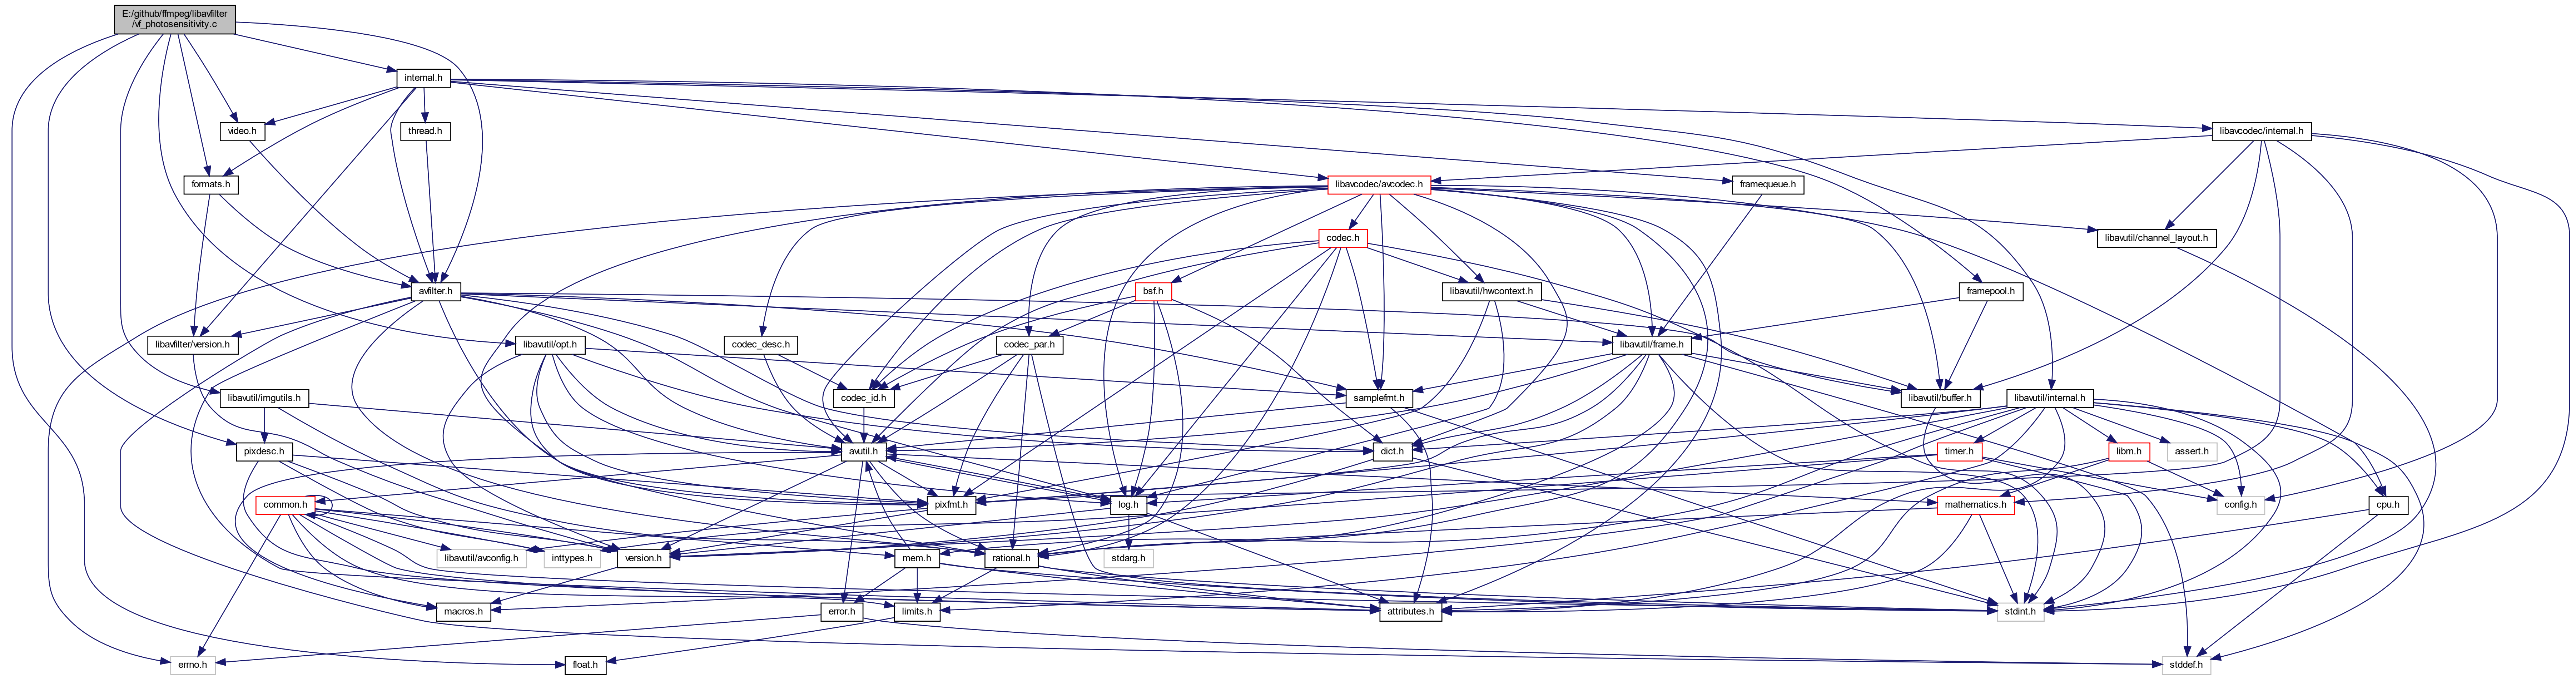 E:/github/ffmpeg/libavfilter
/vf_photosensitivity.c
internal.h
video.h
thread.h
libavcodec/internal.h
formats.h
libavcodec/avcodec.h
framequeue.h
codec.h
libavutil/channel_layout.h
avfilter.h
bsf.h
libavutil/hwcontext.h
framepool.h
libavfilter/version.h
libavutil/opt.h
codec_desc.h
codec_par.h
libavutil/frame.h
libavutil/imgutils.h
codec_id.h
samplefmt.h
libavutil/buffer.h
libavutil/internal.h
pixdesc.h
avutil.h
dict.h
timer.h
libm.h
assert.h
common.h
pixfmt.h
log.h
mathematics.h
config.h
cpu.h
libavutil/avconfig.h
inttypes.h
version.h
mem.h
rational.h
stdarg.h
macros.h
error.h
limits.h
attributes.h
stdint.h
errno.h
float.h
stddef.h